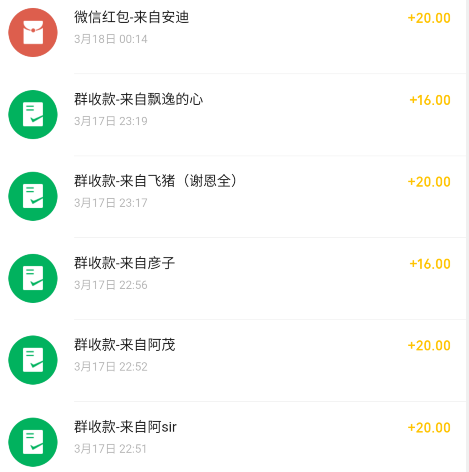 微信红包-来自安迪
+20.00
3月18日 00:14
群收款-来自飘逸的心
+16.00
3月17日 23:19
群收款-来自飞猪（谢恩全）
+20.00
3月17日 23:17
群收款-来自彦子
+16.00
3月17日 22:56
群收款-来自阿茂
+20.00
3月17日 22:52
群收款-来自阿sir
+20.00
3月17日 22:51